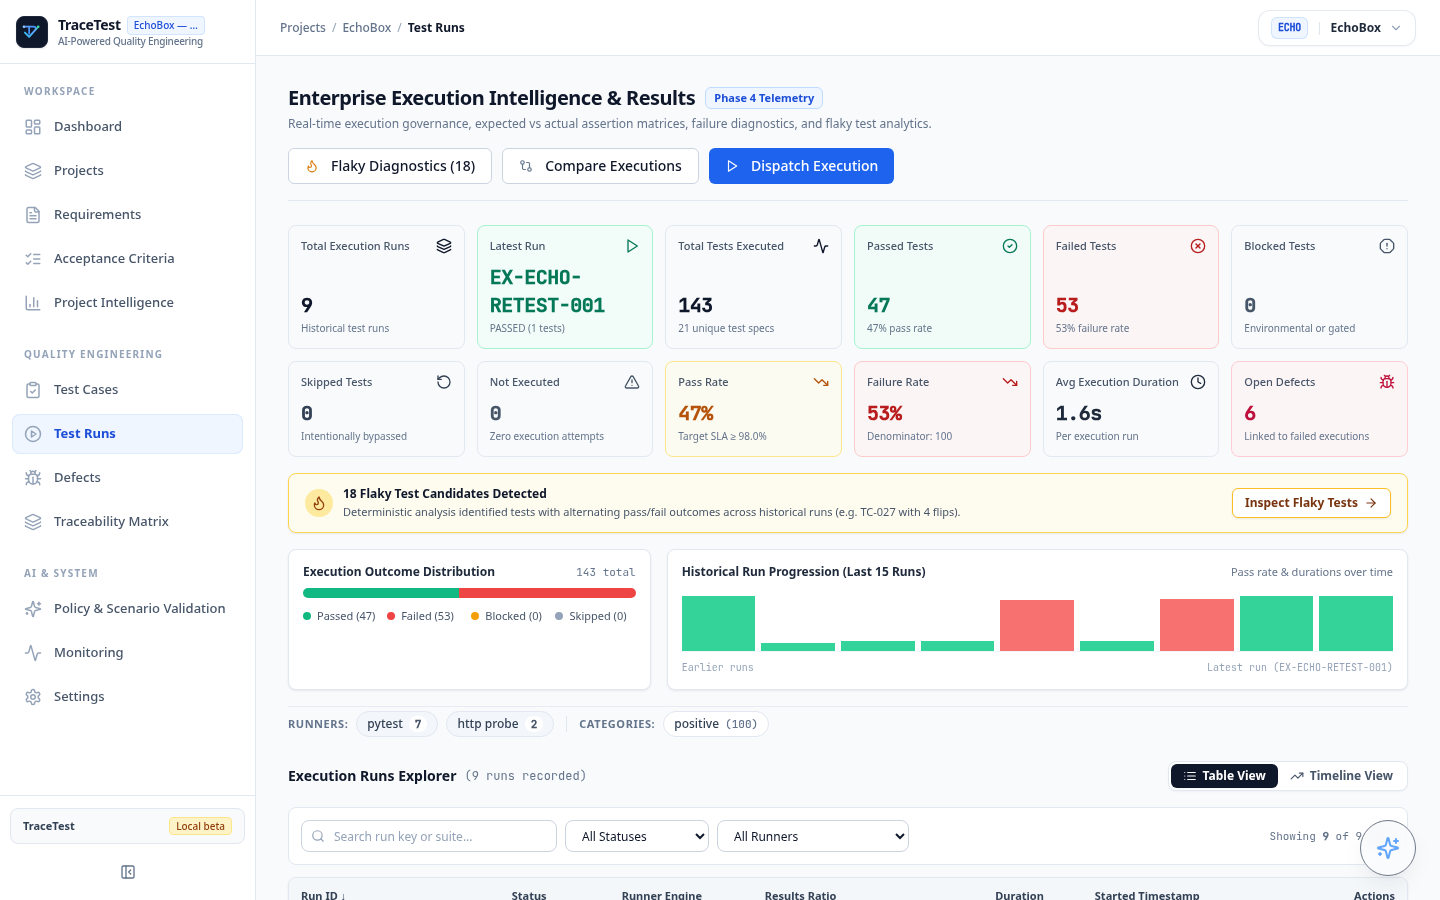 TraceTest
EchoBox — ...
AI-Powered Quality Engineering
WORKSPACE
Dashboard
Projects
Requirements
Acceptance Criteria
Project Intelligence
QUALITY ENGINEERING
Test Cases
Test Runs
Defects
Traceability Matrix
AI & SYSTEM
Policy & Scenario Validation
Monitoring
Settings
TraceTest
Local beta
Projects / EchoBox / Test Runs
ECHO
EchoBox
Enterprise Execution Intelligence & Results
Phase 4 Telemetry
Real-time execution governance, expected vs actual assertion matrices, failure diagnostics, and flaky test analytics.
Flaky Diagnostics (18)
Compare Executions
Dispatch Execution
Total Execution Runs
9
Historical test runs
Latest Run
EX-ECHO-
RETEST-001
PASSED (1 tests)
Total Tests Executed
143
21 unique test specs
Passed Tests
47
47% pass rate
Failed Tests
53
53% failure rate
Blocked Tests
0
Environmental or gated
Skipped Tests
0
Intentionally bypassed
Not Executed
0
Zero execution attempts
Pass Rate
47%
Target SLA ≥ 98.0%
Failure Rate
53%
Denominator: 100
Avg Execution Duration
1.6s
Per execution run
Open Defects
6
Linked to failed executions
18 Flaky Test Candidates Detected
Deterministic analysis identified tests with alternating pass/fail outcomes across historical runs (e.g. TC-027 with 4 flips).
Inspect Flaky Tests
Execution Outcome Distribution
143 total
Passed (47)
Failed (53)
Blocked (0)
Skipped (0)
Historical Run Progression (Last 15 Runs)
Pass rate & durations over time
Earlier runs
Latest run (EX-ECHO-RETEST-001)
RUNNERS:
pytest 7
http probe 2
CATEGORIES:
positive (100)
Execution Runs Explorer
(9 runs recorded)
Table View
Timeline View
Search run key or suite...
All Statuses
All Runners
Showing 9 of 9
Run ID ↓
Status
Runner Engine
Results Ratio
Duration
Started Timestamp
Actions